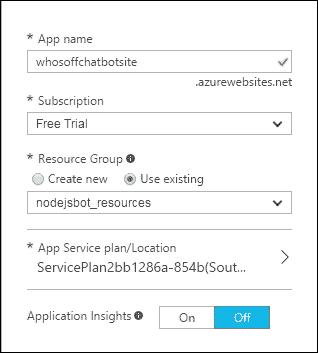 * App name
whosoffchatbotsite
.azurewebsites.net
* Subscription
Free Trial
* Resource Group
Create new Use existing
nodejsbot_resources
* App Service plan/Location
ServicePlan2bb1286a-854b(Sout...
Application Insights On Off